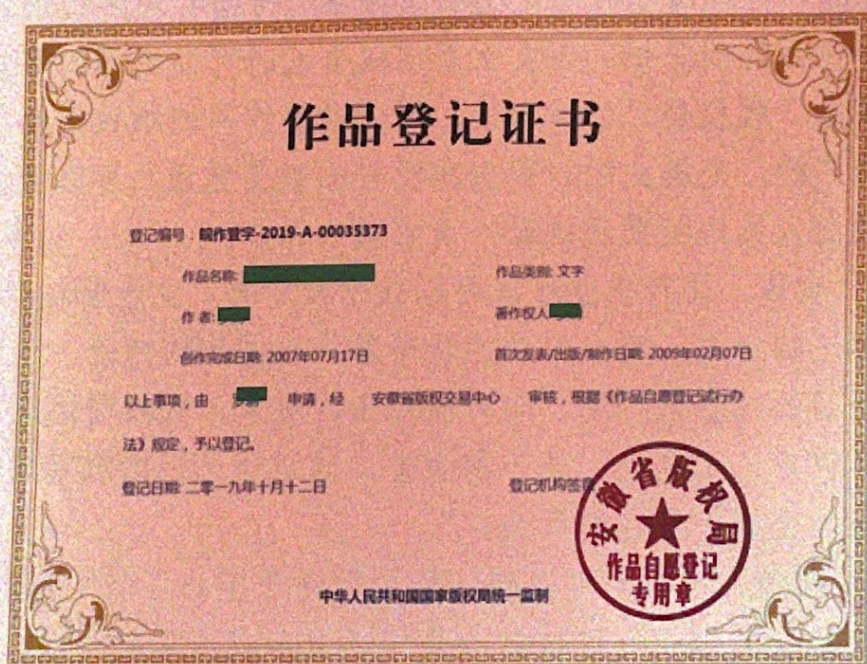 作品登记证书
登记编号：皖作登字-2019-A-00035373
作品名称:
作品类别: 文字
作 者:
著作权人
创作完成日期: 2007年07月17日
首次发表/出版/制作日期: 2009年02月07日
以上事项，由 申请，经 安徽省版权交易中心 审核，根据《作品自愿登记试行办
法》规定，予以登记。
登记日期: 二零一九年十月十二日
登记机构签章
安徽省版权局
作品自愿登记
专用章
中华人民共和国国家版权局统一监制